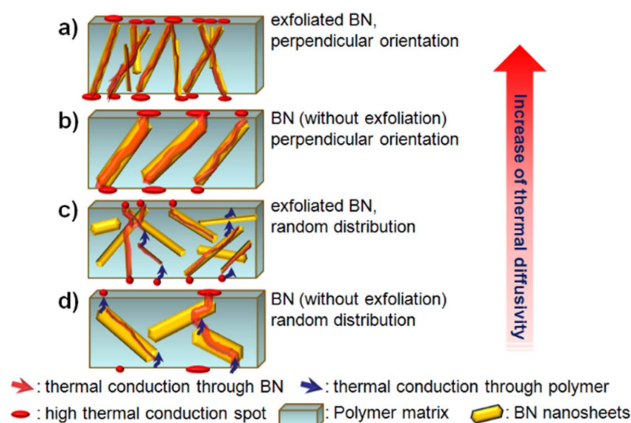 a)
exfoliated BN,
perpendicular orientation
b)
BN (without exfoliation)
perpendicular orientation
c)
exfoliated BN,
random distribution
d)
BN (without exfoliation)
random distribution
Increase of thermal diffusivity
: thermal conduction through BN
: thermal conduction through polymer
: high thermal conduction spot
: Polymer matrix
: BN nanosheets